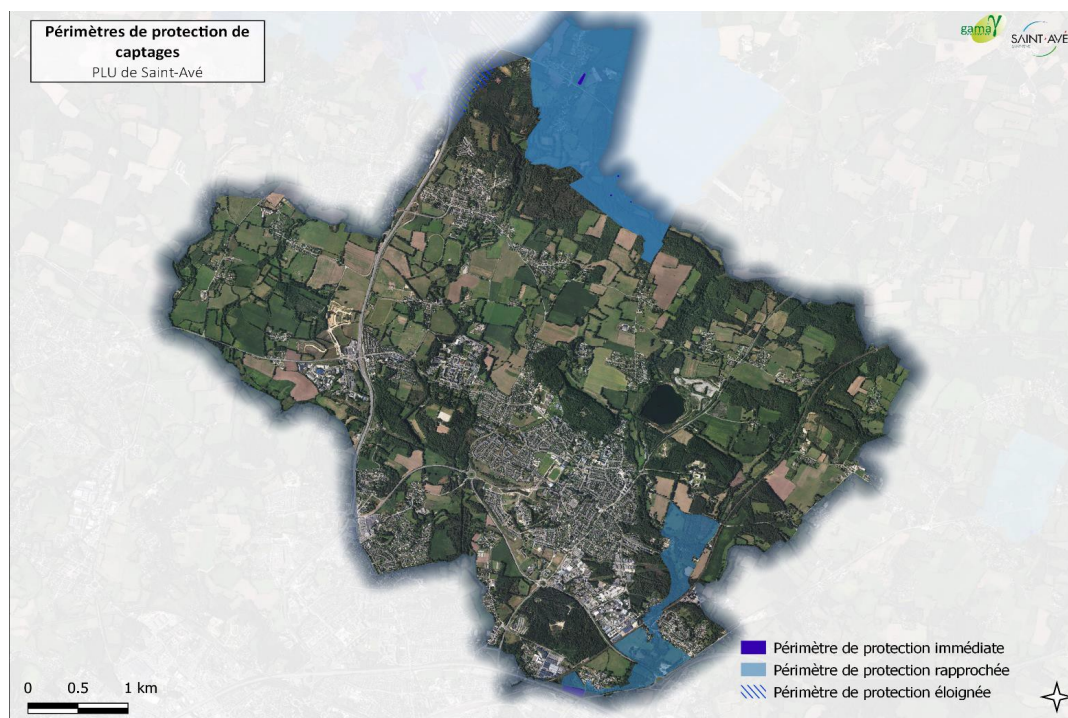 Périmètres de protection de
captages
PLU de Saint-Avé
gama
SAINT·AVÉ
Périmètre de protection immédiate
Périmètre de protection rapprochée
Périmètre de protection éloignée
0 0.5 1 km